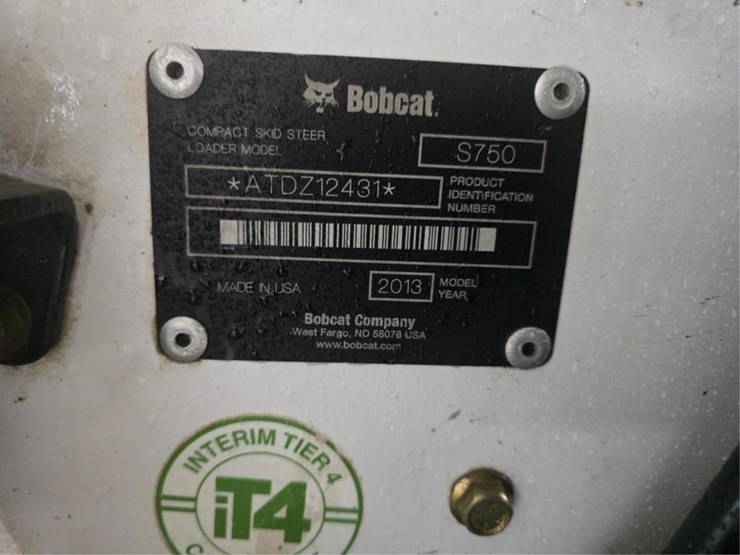 Bobcat.
COMPACT SKID STEER
LOADER MODEL
S750
*ATDZ12431*
PRODUCT
IDENTIFICATION
NUMBER
MADE IN USA
2013
MODEL
YEAR
Bobcat Company
West Fargo, ND 58078 USA
www.bobcat.com
INTERIM TIER 4
iT4